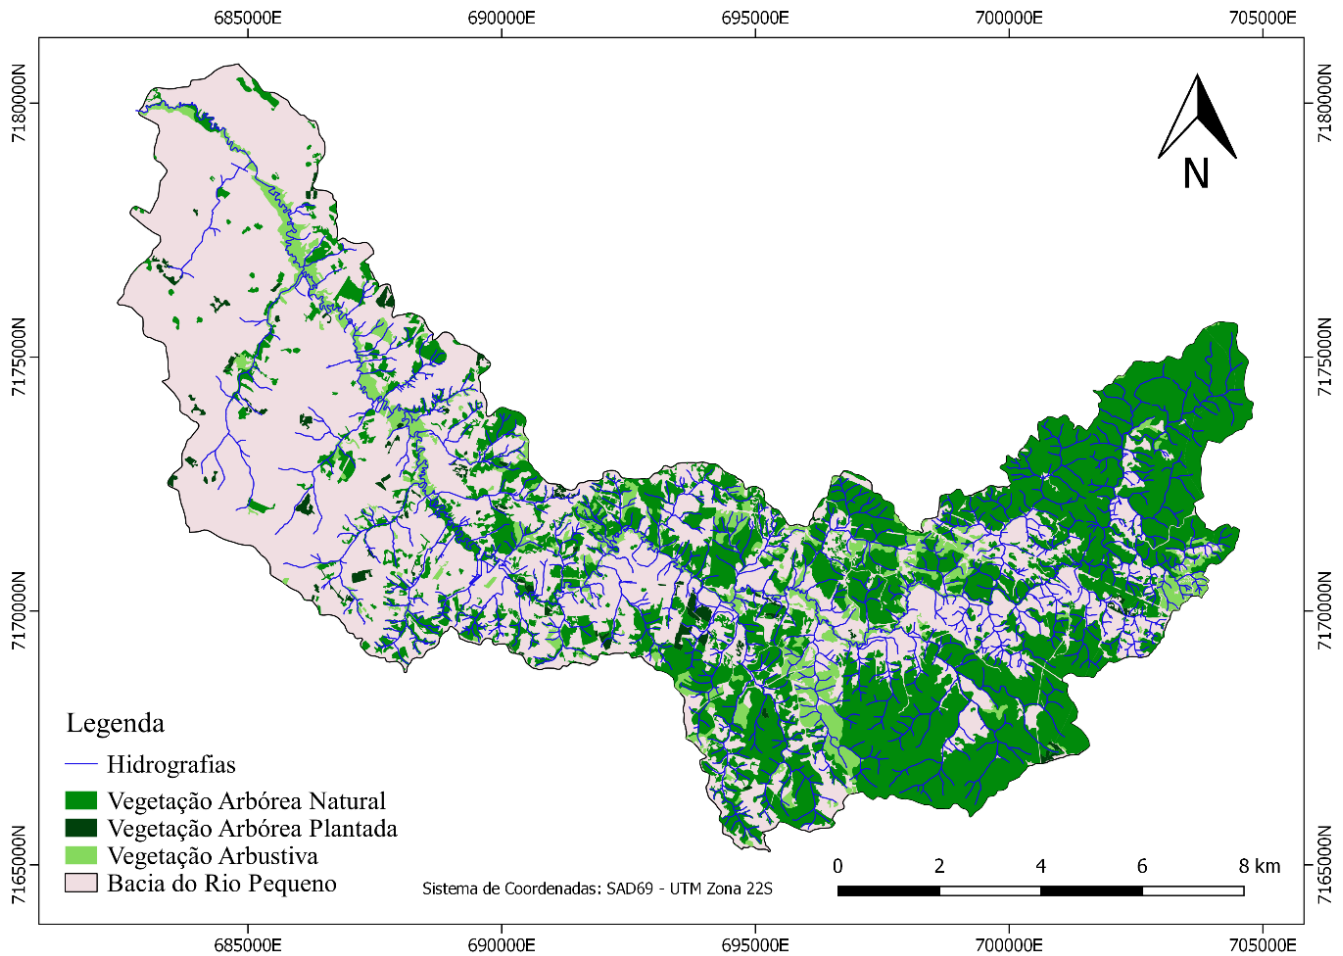 685000E 690000E 695000E 700000E 705000E
7180000N 7180000N
N
7175000N 7175000N
7170000N 7170000N
Legenda
Hidrografias
Vegetação Arbórea Natural
Vegetação Arbórea Plantada
Vegetação Arbustiva
Bacia do Rio Pequeno
Sistema de Coordenadas: SAD69 - UTM Zona 22S
0 2 4 6 8 km
7165000N 7165000N
685000E 690000E 695000E 700000E 705000E